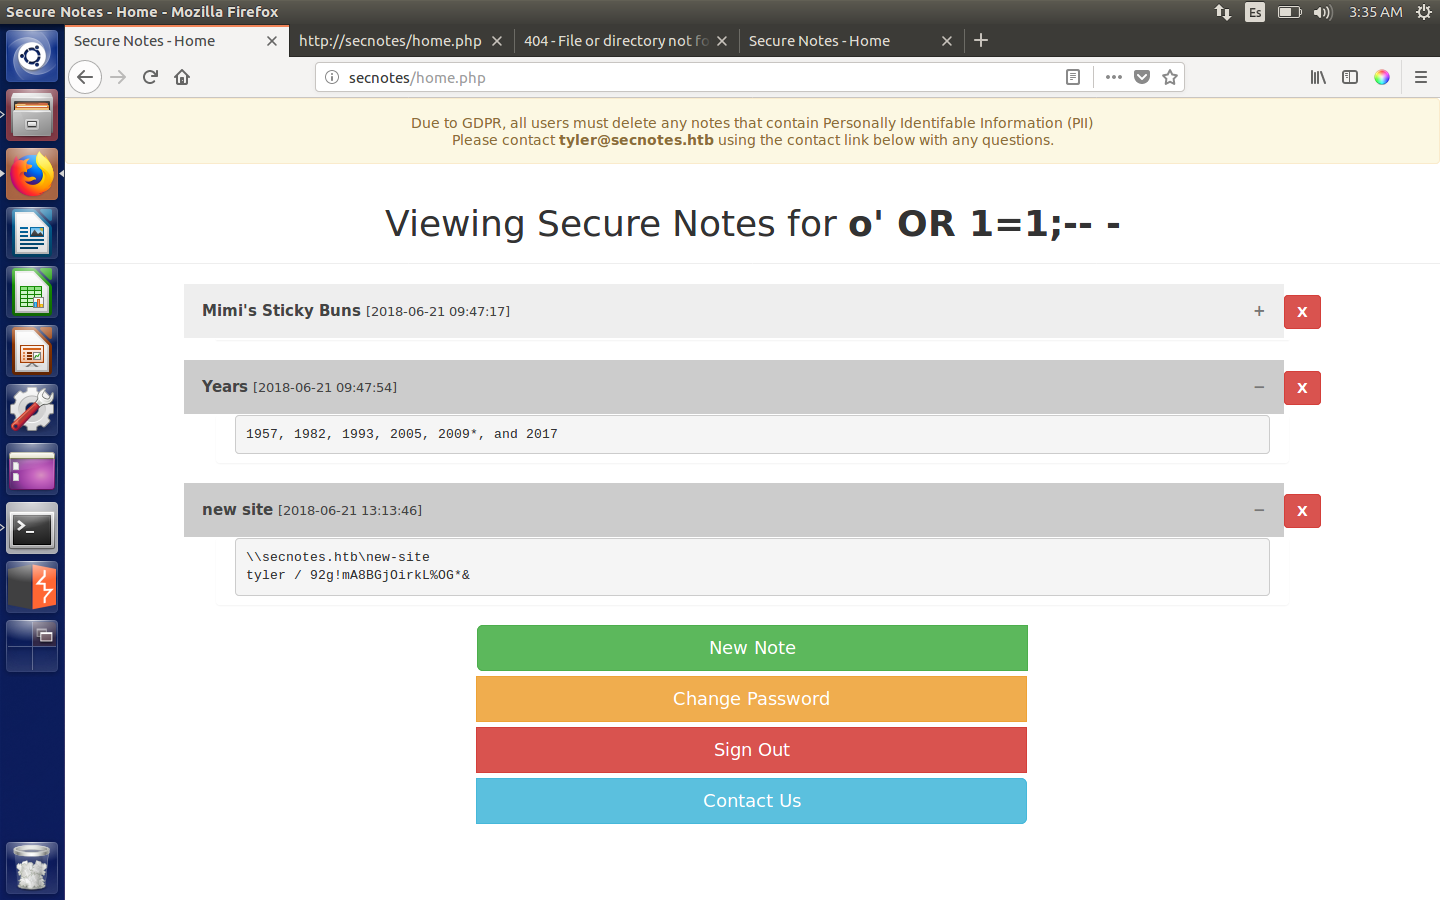 Secure Notes - Home - Mozilla Firefox
Es
3:35 AM
Secure Notes - Home
http://secnotes/home.php
404 - File or directory not fo
Secure Notes - Home
secnotes/home.php
Due to GDPR, all users must delete any notes that contain Personally Identifable Information (PII)
Please contact tyler@secnotes.htb using the contact link below with any questions.
Viewing Secure Notes for o' OR 1=1;-- -
Mimi's Sticky Buns [2018-06-21 09:47:17]
+
X
Years [2018-06-21 09:47:54]
−
X
1957, 1982, 1993, 2005, 2009*, and 2017
new site [2018-06-21 13:13:46]
−
X
\\secnotes.htb\new-site
tyler / 92g!mA8BGjOirkL%OG*&
New Note
Change Password
Sign Out
Contact Us